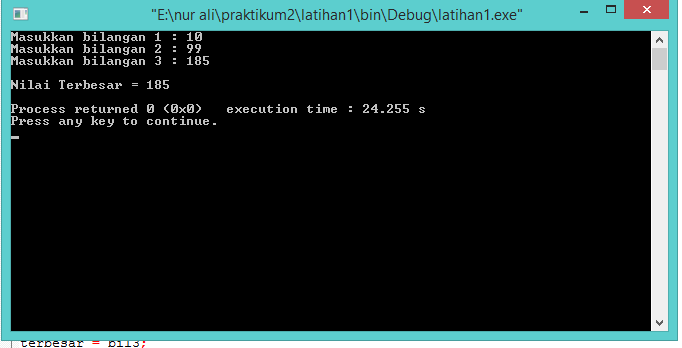 "E:\nur ali\praktikum2\latihan1\bin\Debug\latihan1.exe"
Masukkan bilangan 1 : 10
Masukkan bilangan 2 : 99
Masukkan bilangan 3 : 185
Nilai Terbesar = 185
Process returned 0 (0x0)   execution time : 24.255 s
Press any key to continue.
terbesar = bil3;